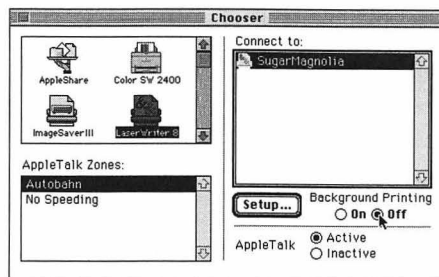 Chooser
AppleShare
Color SW 2400
ImageSaverIII
LaserWriter 8
AppleTalk Zones:
Autobahn
No Speeding
Connect to:
SugarMagnolia
Setup...
Background Printing
On Off
AppleTalk
Active
Inactive